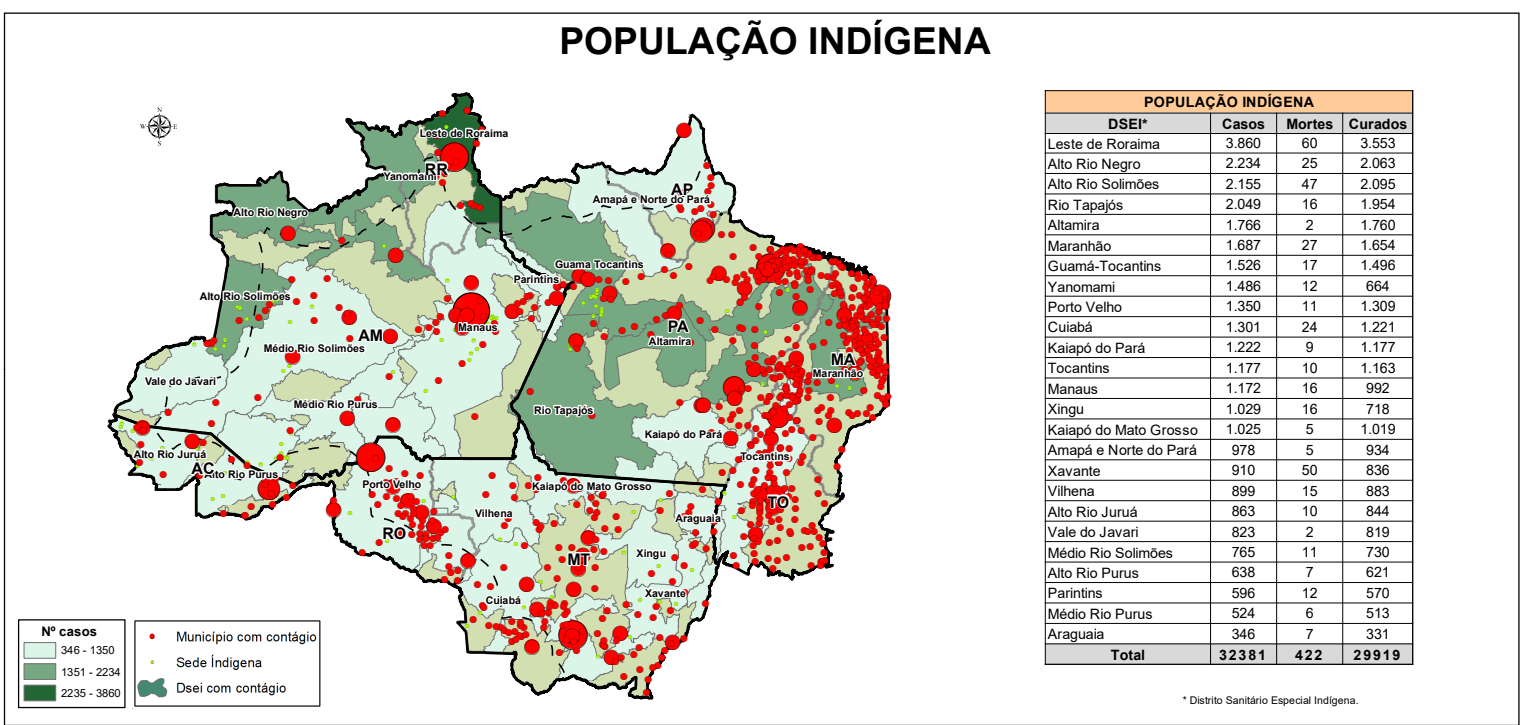 POPULAÇÃO INDÍGENA
N
W E
S
Leste de Roraima
RR
Yanomami
AP
Amapá e Norte do Pará
Alto Rio Negro
Guama Tocantins
Parintins
Alto Rio Solimões
Manaus
AM
PA
Altamira
Médio Rio Solimões
MA
Maranhão
Vale do Javari
Médio Rio Purus
Rio Tapajós
Kaiapó do Pará
Alto Rio Juruá
Tocantins
AC
Alto Rio Purus
Porto Velho
Kaiapó do Mato Grosso
TO
Vilhena
Araguaia
RO
Xingu
MT
Cuiabá
Xavante
Nº casos
346 - 1350
1351 - 2234
2235 - 3860
Município com contágio
Sede Índigena
Dsei com contágio
POPULAÇÃO INDÍGENA
DSEI* Casos Mortes Curados
Leste de Roraima 3.860 60 3.553
Alto Rio Negro 2.234 25 2.063
Alto Rio Solimões 2.155 47 2.095
Rio Tapajós 2.049 16 1.954
Altamira 1.766 2 1.760
Maranhão 1.687 27 1.654
Guamá-Tocantins 1.526 17 1.496
Yanomami 1.486 12 664
Porto Velho 1.350 11 1.309
Cuiabá 1.301 24 1.221
Kaiapó do Pará 1.222 9 1.177
Tocantins 1.177 10 1.163
Manaus 1.172 16 992
Xingu 1.029 16 718
Kaiapó do Mato Grosso 1.025 5 1.019
Amapá e Norte do Pará 978 5 934
Xavante 910 50 836
Vilhena 899 15 883
Alto Rio Juruá 863 10 844
Vale do Javari 823 2 819
Médio Rio Solimões 765 11 730
Alto Rio Purus 638 7 621
Parintins 596 12 570
Médio Rio Purus 524 6 513
Araguaia 346 7 331
Total 32381 422 29919
* Distrito Sanitário Especial Indígena.